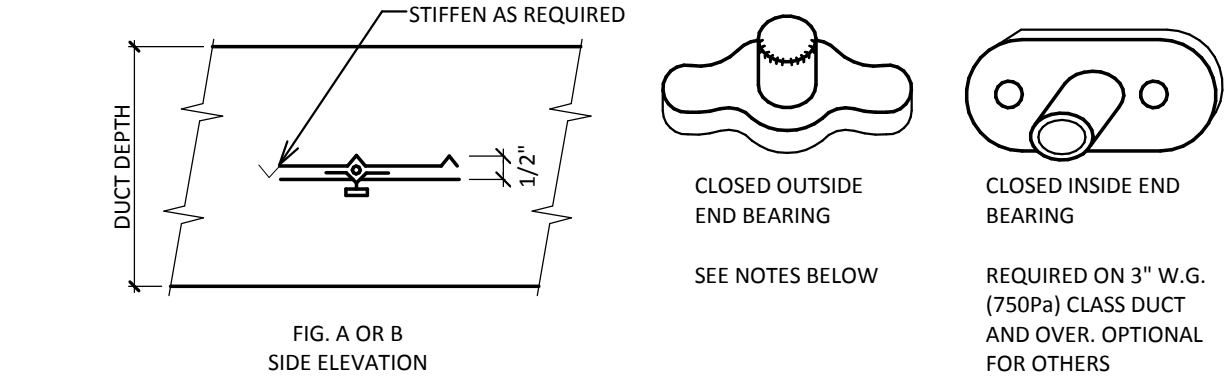 STIFFEN AS REQUIRED
DUCT DEPTH
1/2"
FIG. A OR B
SIDE ELEVATION
CLOSED OUTSIDE
END BEARING
SEE NOTES BELOW
CLOSED INSIDE END
BEARING
REQUIRED ON 3" W.G.
(750Pa) CLASS DUCT
AND OVER. OPTIONAL
FOR OTHERS